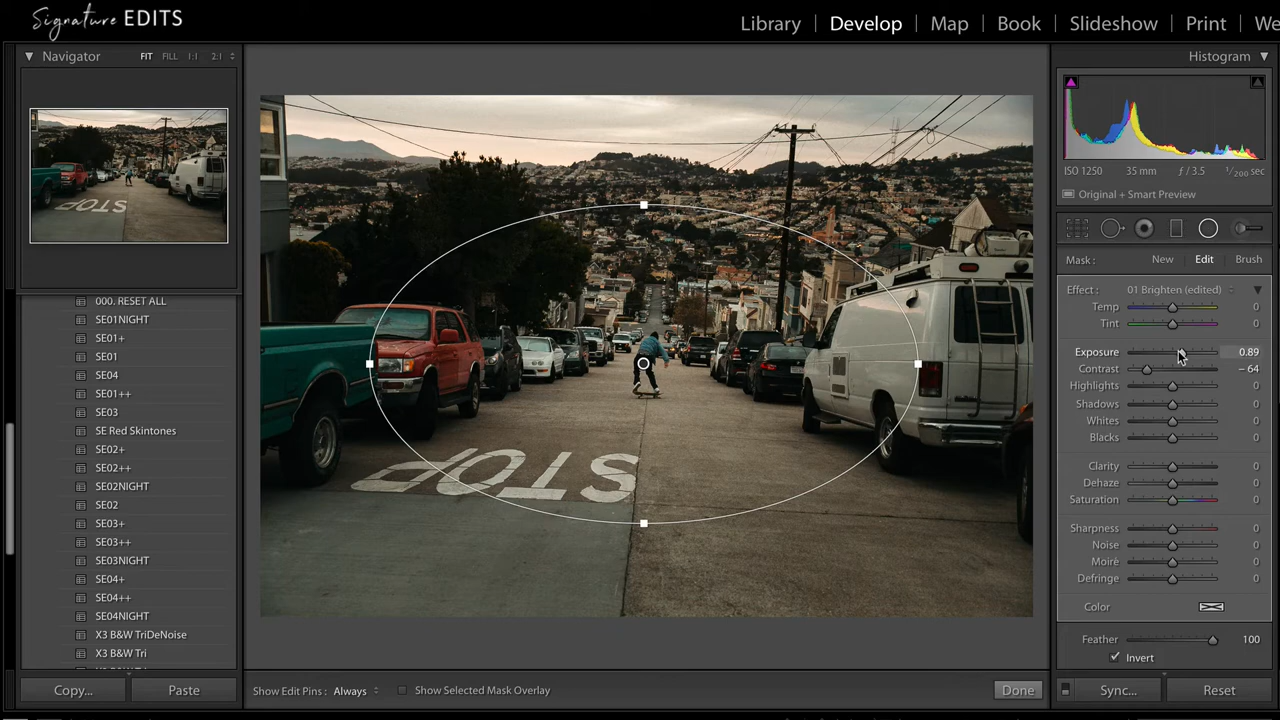 Signature EDITS
Library | Develop | Map | Book | Slideshow | Print | We
Navigator FIT FILL 1:1 2:1
Histogram
ISO 1250 35 mm ƒ / 3.5 1/200 sec
Original + Smart Preview
Mask : New Edit Brush
Effect : 01 Brighten (edited)
Temp 0
Tint 0
Exposure 0.89
Contrast – 64
Highlights 0
Shadows 0
Whites 0
Blacks 0
Clarity 0
Dehaze 0
Saturation 0
Sharpness 0
Noise 0
Moiré 0
Defringe 0
Color
Feather 100
Invert
000. RESET ALL
SE01NIGHT
SE01+
SE01
SE04
SE01++
SE03
SE Red Skintones
SE02+
SE02++
SE02NIGHT
SE02
SE03+
SE03++
SE03NIGHT
SE04+
SE04++
SE04NIGHT
X3 B&W TriDeNoise
X3 B&W Tri
STOP
Copy... Paste
Show Edit Pins : Always Show Selected Mask Overlay Done
Sync... Reset